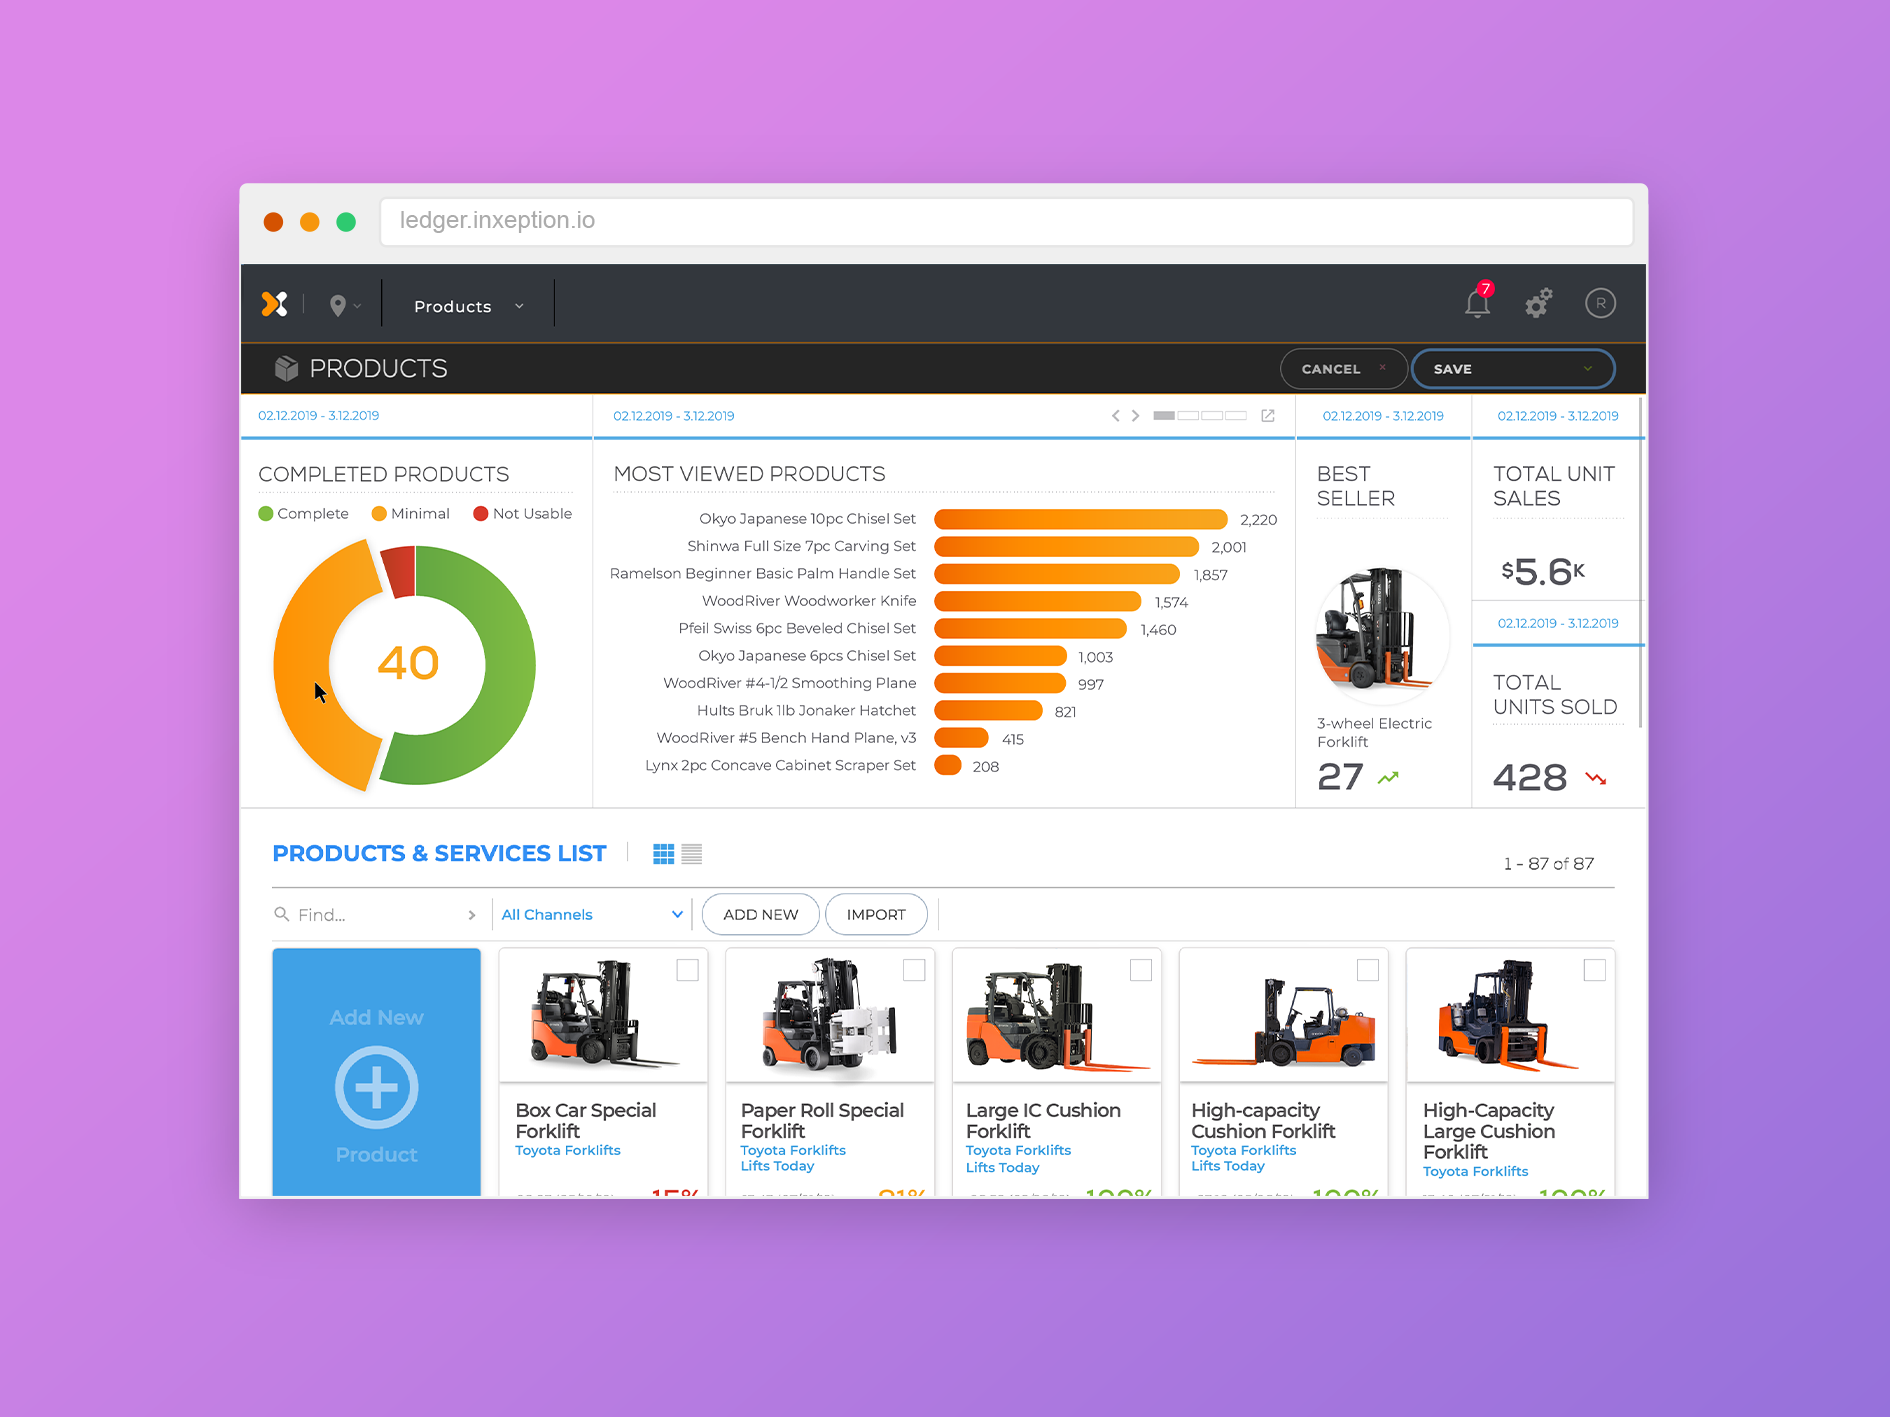 ledger.inxeption.io
Products
7
R
PRODUCTS
CANCEL ×
SAVE
02.12.2019 - 3.12.2019
COMPLETED PRODUCTS
Complete
Minimal
Not Usable
40
02.12.2019 - 3.12.2019
MOST VIEWED PRODUCTS
Okyo Japanese 10pc Chisel Set 2,220
Shinwa Full Size 7pc Carving Set 2,001
Ramelson Beginner Basic Palm Handle Set 1,857
WoodRiver Woodworker Knife 1,574
Pfeil Swiss 6pc Beveled Chisel Set 1,460
Okyo Japanese 6pcs Chisel Set 1,003
WoodRiver #4-1/2 Smoothing Plane 997
Hults Bruk 1lb Jonaker Hatchet 821
WoodRiver #5 Bench Hand Plane, v3 415
Lynx 2pc Concave Cabinet Scraper Set 208
02.12.2019 - 3.12.2019
BEST
SELLER
3-wheel Electric
Forklift
27
02.12.2019 - 3.12.2019
TOTAL UNIT
SALES
$5.6K
02.12.2019 - 3.12.2019
TOTAL
UNITS SOLD
428
PRODUCTS & SERVICES LIST
1 - 87 of 87
Find...
All Channels
ADD NEW
IMPORT
Add New
Product
Box Car Special
Forklift
Toyota Forklifts
15%
Paper Roll Special
Forklift
Toyota Forklifts
Lifts Today
Large IC Cushion
Forklift
Toyota Forklifts
Lifts Today
100%
High-capacity
Cushion Forklift
Toyota Forklifts
Lifts Today
100%
High-Capacity
Large Cushion
Forklift
Toyota Forklifts
100%